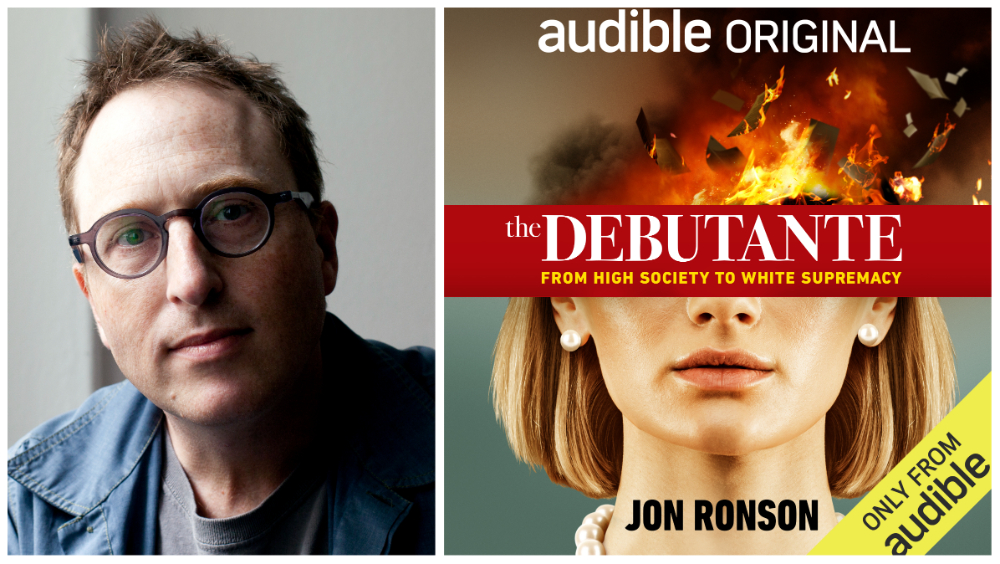 audible ORIGINAL
the DEBUTANTE
FROM HIGH SOCIETY TO WHITE SUPREMACY
JON RONSON
ONLY FROM
audible